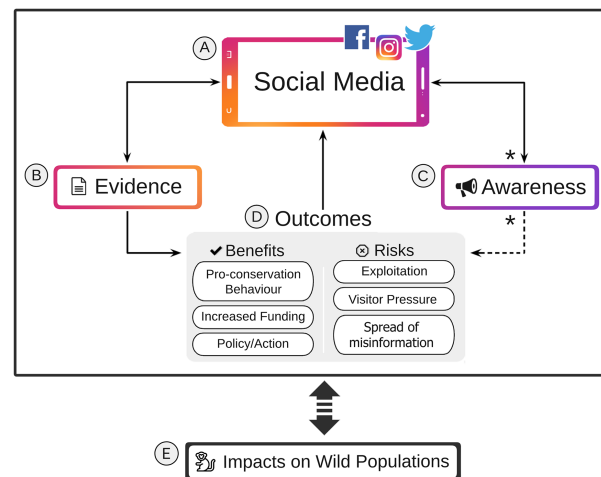 A
Social Media
B
Evidence
*
C
Awareness
*
D
Outcomes
Benefits
Pro-conservation
Behaviour
Increased Funding
Policy/Action
Risks
Exploitation
Visitor Pressure
Spread of
misinformation
E
Impacts on Wild Populations